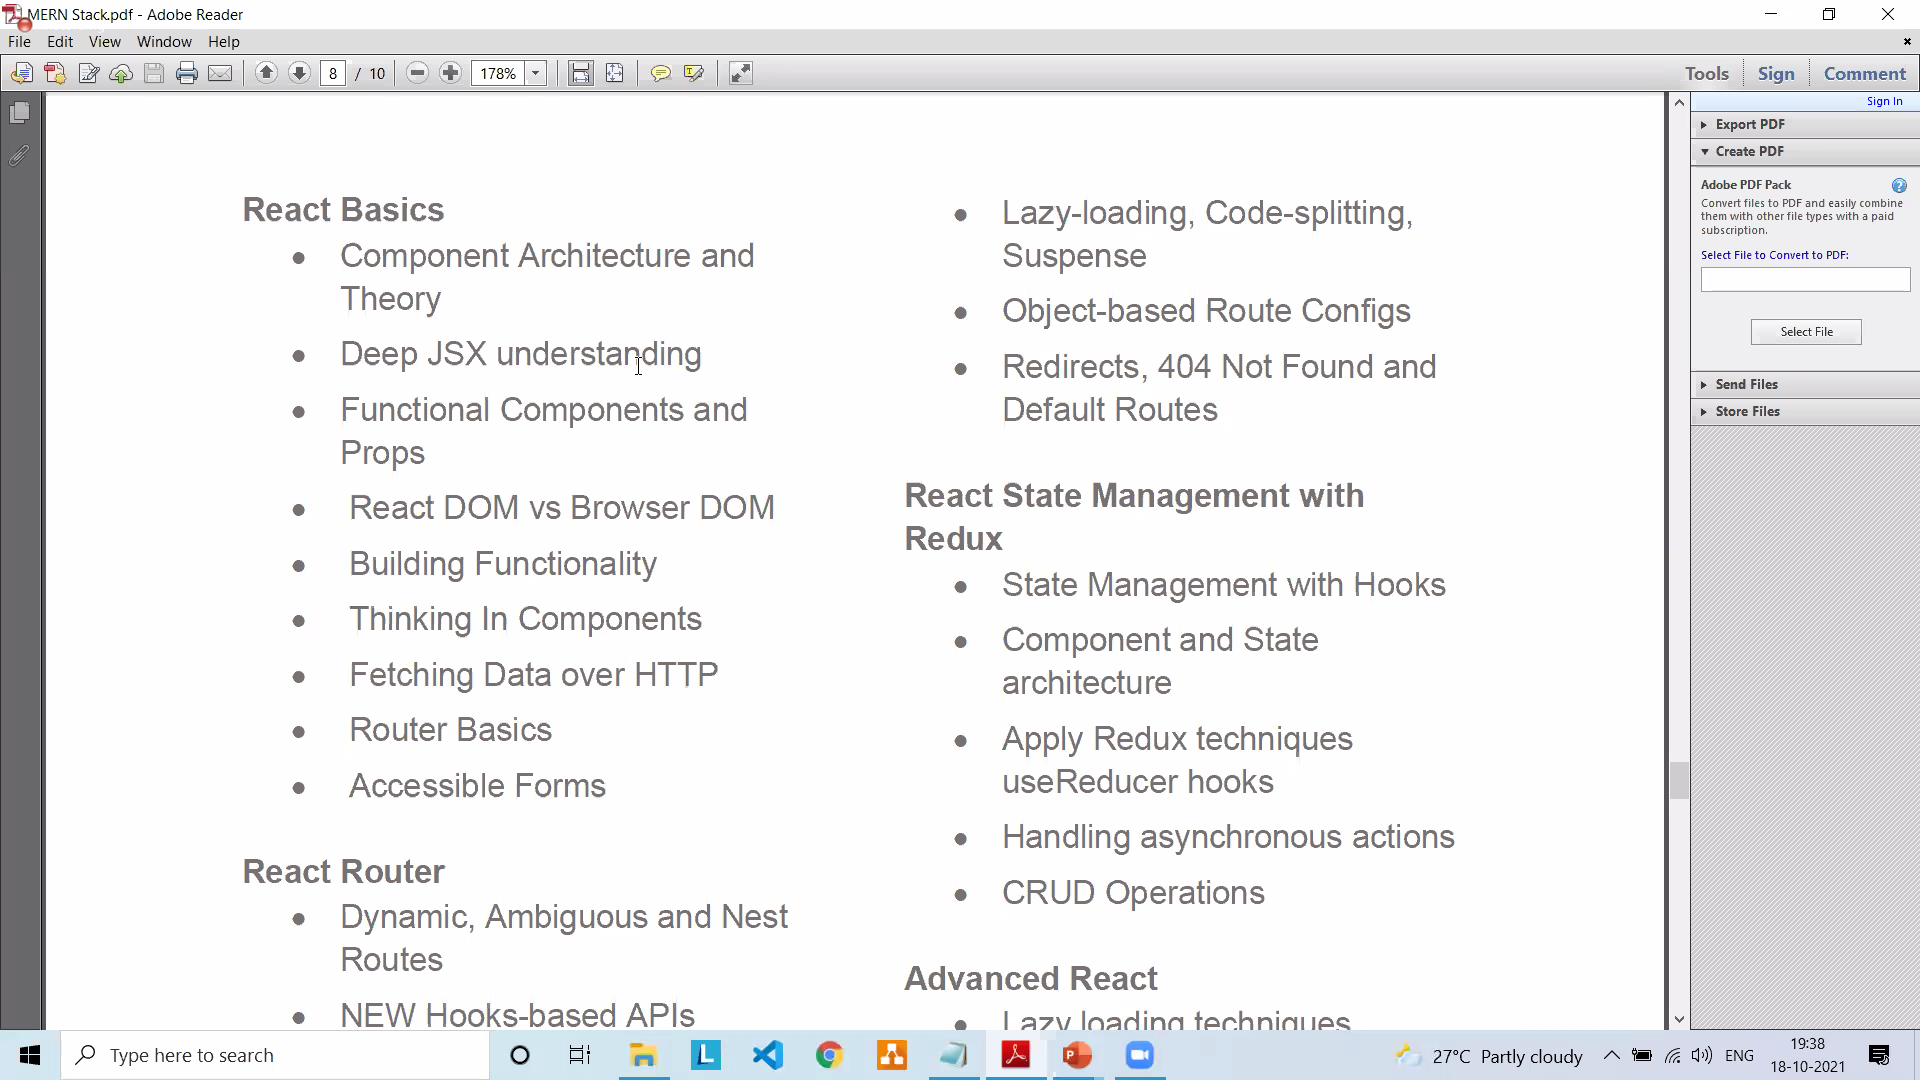 MERN Stack.pdf - Adobe Reader
File Edit View Window Help
8 / 10 178% Tools Sign Comment
React Basics
Component Architecture and
Theory
Deep JSX understanding
Functional Components and
Props
React DOM vs Browser DOM
Building Functionality
Thinking In Components
Fetching Data over HTTP
Router Basics
Accessible Forms
React Router
Dynamic, Ambiguous and Nest
Routes
NEW Hooks-based APIs
Lazy-loading, Code-splitting,
Suspense
Object-based Route Configs
Redirects, 404 Not Found and
Default Routes
React State Management with
Redux
State Management with Hooks
Component and State
architecture
Apply Redux techniques
useReducer hooks
Handling asynchronous actions
CRUD Operations
Advanced React
Lazy loading techniques
Sign In
Export PDF
Create PDF
Adobe PDF Pack
Convert files to PDF and easily combine
them with other file types with a paid
subscription.
Select File to Convert to PDF:
Select File
Send Files
Store Files
Type here to search
27°C Partly cloudy
ENG
19:38
18-10-2021